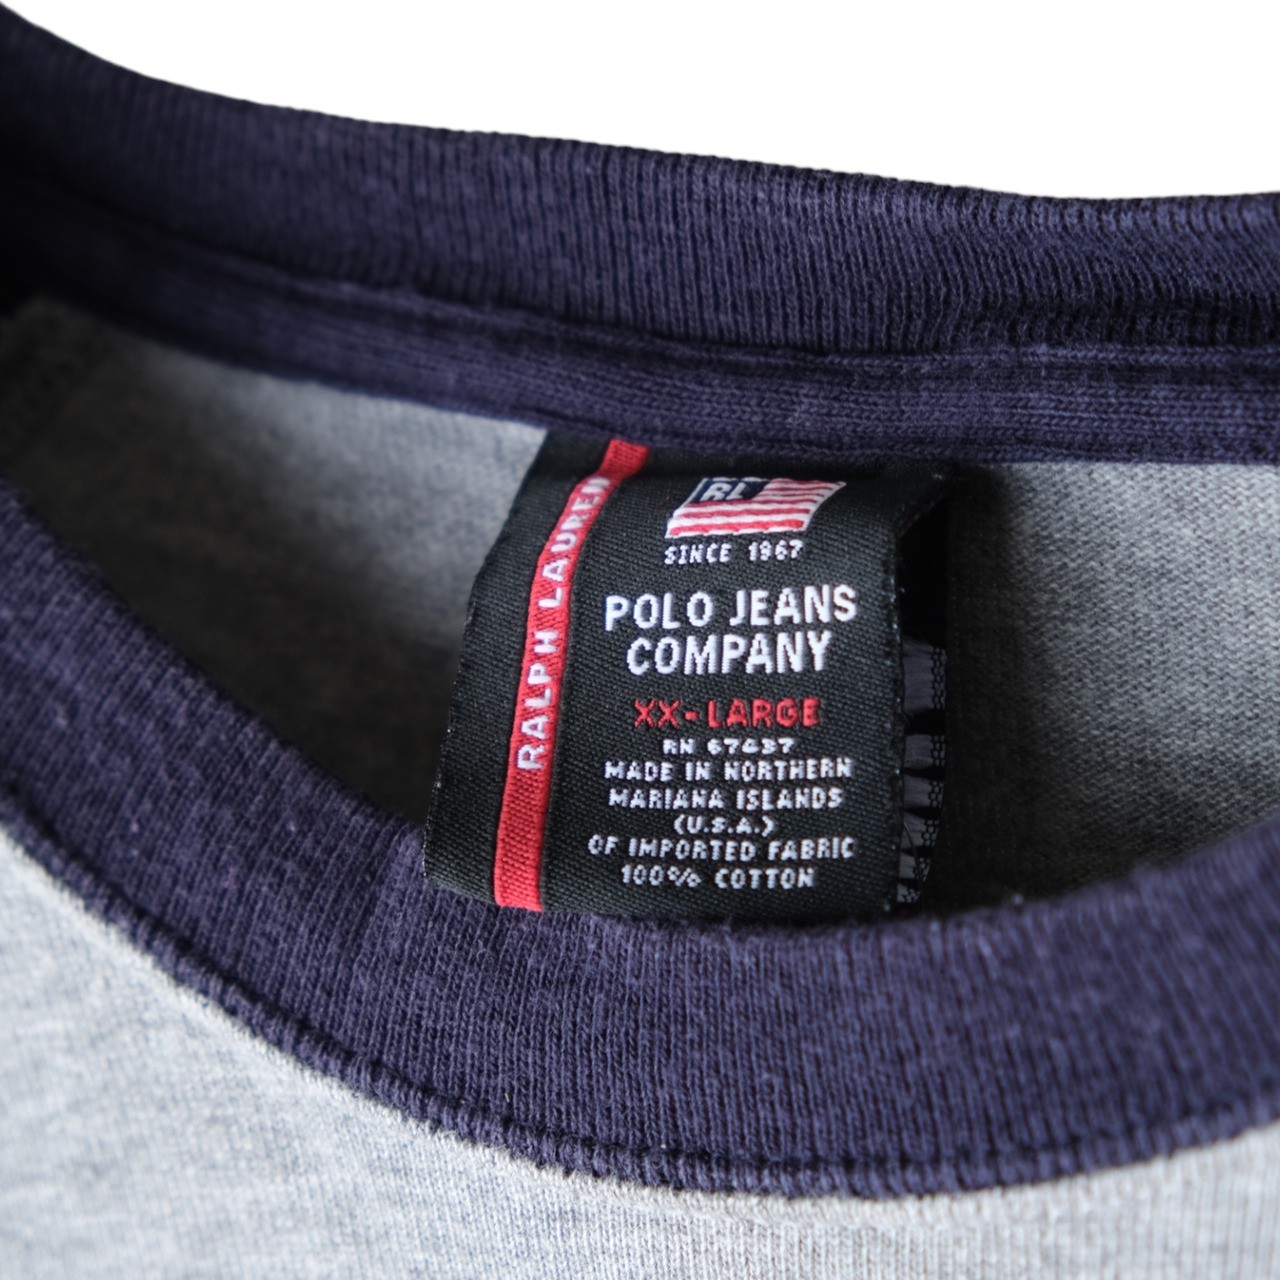 RALPH LAUREN
RL
SINCE 1967
POLO JEANS
COMPANY
XX-LARGE
RN 67437
MADE IN NORTHERN
MARIANA ISLANDS
(U.S.A.)
OF IMPORTED FABRIC
100% COTTON